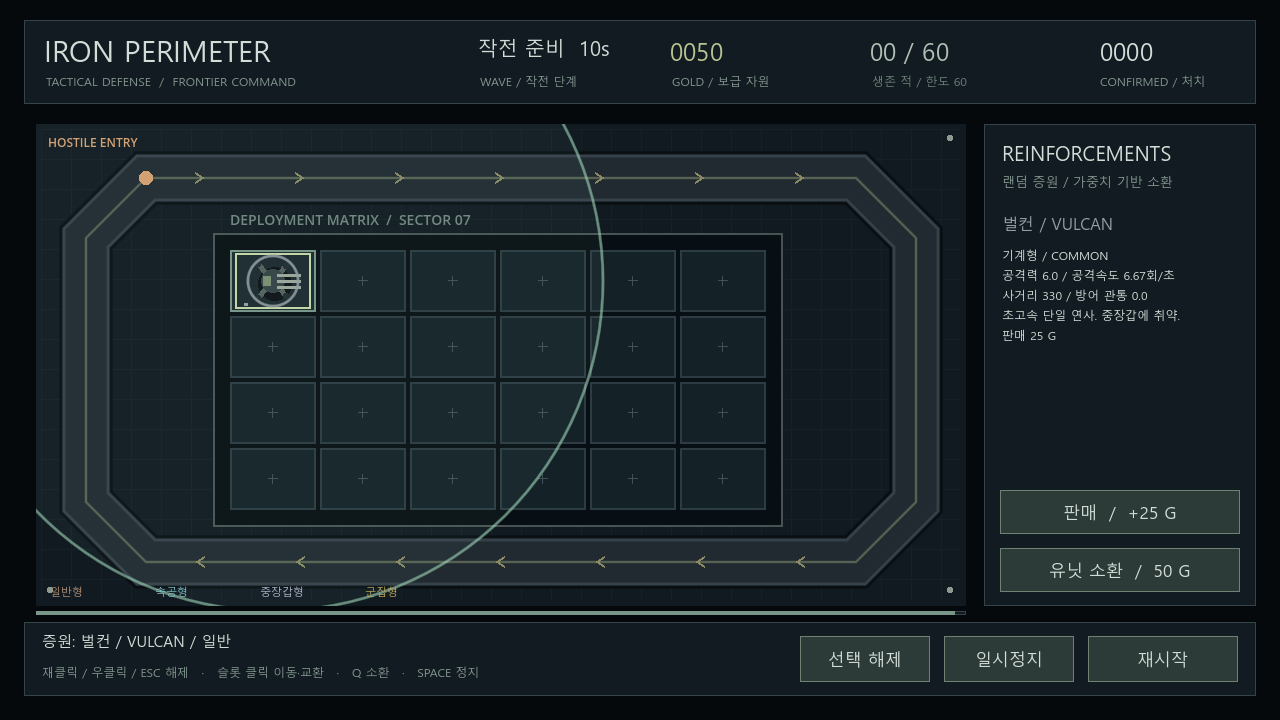 IRON PERIMETER
TACTICAL DEFENSE / FRONTIER COMMAND
작전 준비 10s
WAVE / 작전 단계
0050
GOLD / 보급 자원
00 / 60
생존 적 / 한도 60
0000
CONFIRMED / 처치
HOSTILE ENTRY
DEPLOYMENT MATRIX / SECTOR 07
일반형
속공형
중장갑형
군집형
REINFORCEMENTS
랜덤 증원 / 가중치 기반 소환
벌컨 / VULCAN
기계형 / COMMON
공격력 6.0 / 공격속도 6.67회/초
사거리 330 / 방어 관통 0.0
초고속 단일 연사. 중장갑에 취약.
판매 25 G
판매 / +25 G
유닛 소환 / 50 G
증원: 벌컨 / VULCAN / 일반
재클릭 / 우클릭 / ESC 해제 · 슬롯 클릭 이동·교환 · Q 소환 · SPACE 정지
선택 해제
일시정지
재시작